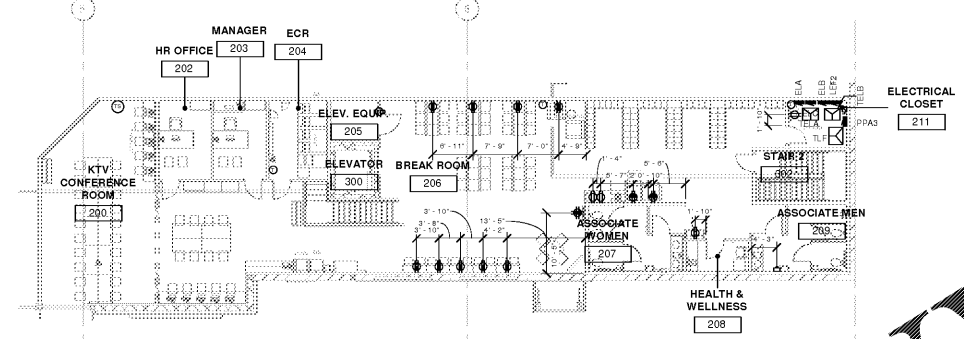 MANAGER
203
ECR
204
HR OFFICE
202
ELEV. EQUIP
205
ELEVATOR
300
BREAK ROOM
206
KTV
CONFERENCE
ROOM
200
ELECTRICAL
CLOSET
211
ELA
ELB
LEF2
TELB
TELA
PPA3
TLF
STAIR 2
302
ASSOCIATE MEN
209
ASSOCIATE
WOMEN
207
HEALTH &
WELLNESS
208
6' - 11"
7' - 9"
7' - 0"
4' - 9"
1' - 4"
5' - 6"
5' - 7"
3' - 10"
13' - 5"
3' - 8"
3' - 10"
4' - 2"
1' - 10"
TS